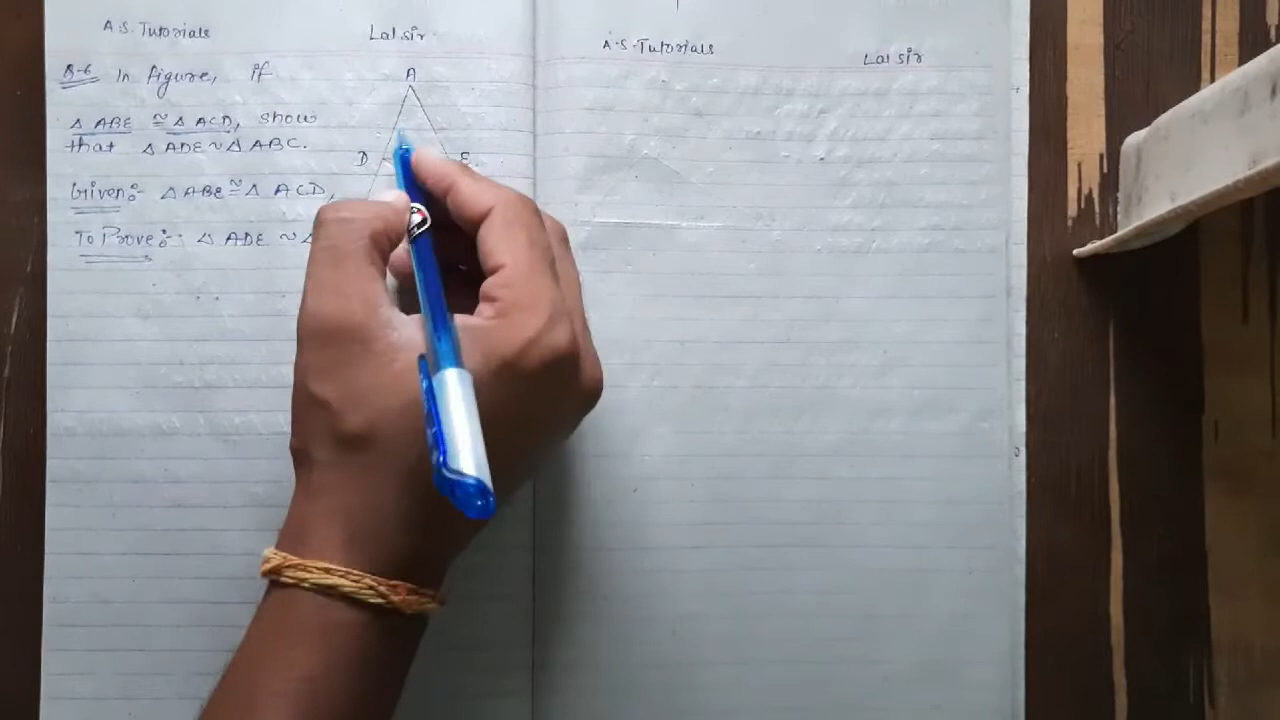 A.S. Tutorials Lal sir
Q-6 In figure, if
△ ABE ≅ △ ACD, show
that △ ADE ~ △ ABC.
Given:- △ ABE ≅ △ ACD,
To Prove:- △ ADE ~ △
A
D E
A.S. Tutorials Lal sir